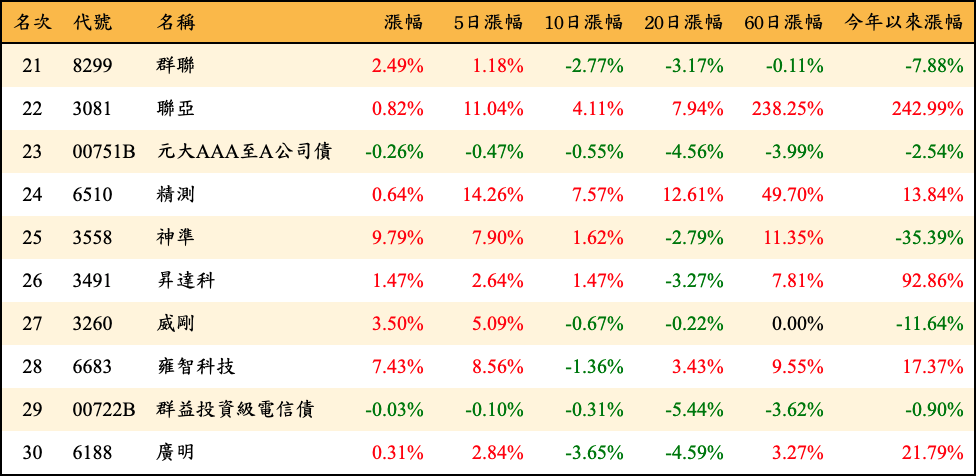 名次 代號 名稱 漲幅 5日漲幅 10日漲幅 20日漲幅 60日漲幅 今年以來漲幅
21 8299 群聯 2.49% 1.18% -2.77% -3.17% -0.11% -7.88%
22 3081 聯亞 0.82% 11.04% 4.11% 7.94% 238.25% 242.99%
23 00751B 元大AAA至A公司債 -0.26% -0.47% -0.55% -4.56% -3.99% -2.54%
24 6510 精測 0.64% 14.26% 7.57% 12.61% 49.70% 13.84%
25 3558 神準 9.79% 7.90% 1.62% -2.79% 11.35% -35.39%
26 3491 昇達科 1.47% 2.64% 1.47% -3.27% 7.81% 92.86%
27 3260 威剛 3.50% 5.09% -0.67% -0.22% 0.00% -11.64%
28 6683 雍智科技 7.43% 8.56% -1.36% 3.43% 9.55% 17.37%
29 00722B 群益投資級電信債 -0.03% -0.10% -0.31% -5.44% -3.62% -0.90%
30 6188 廣明 0.31% 2.84% -3.65% -4.59% 3.27% 21.79%